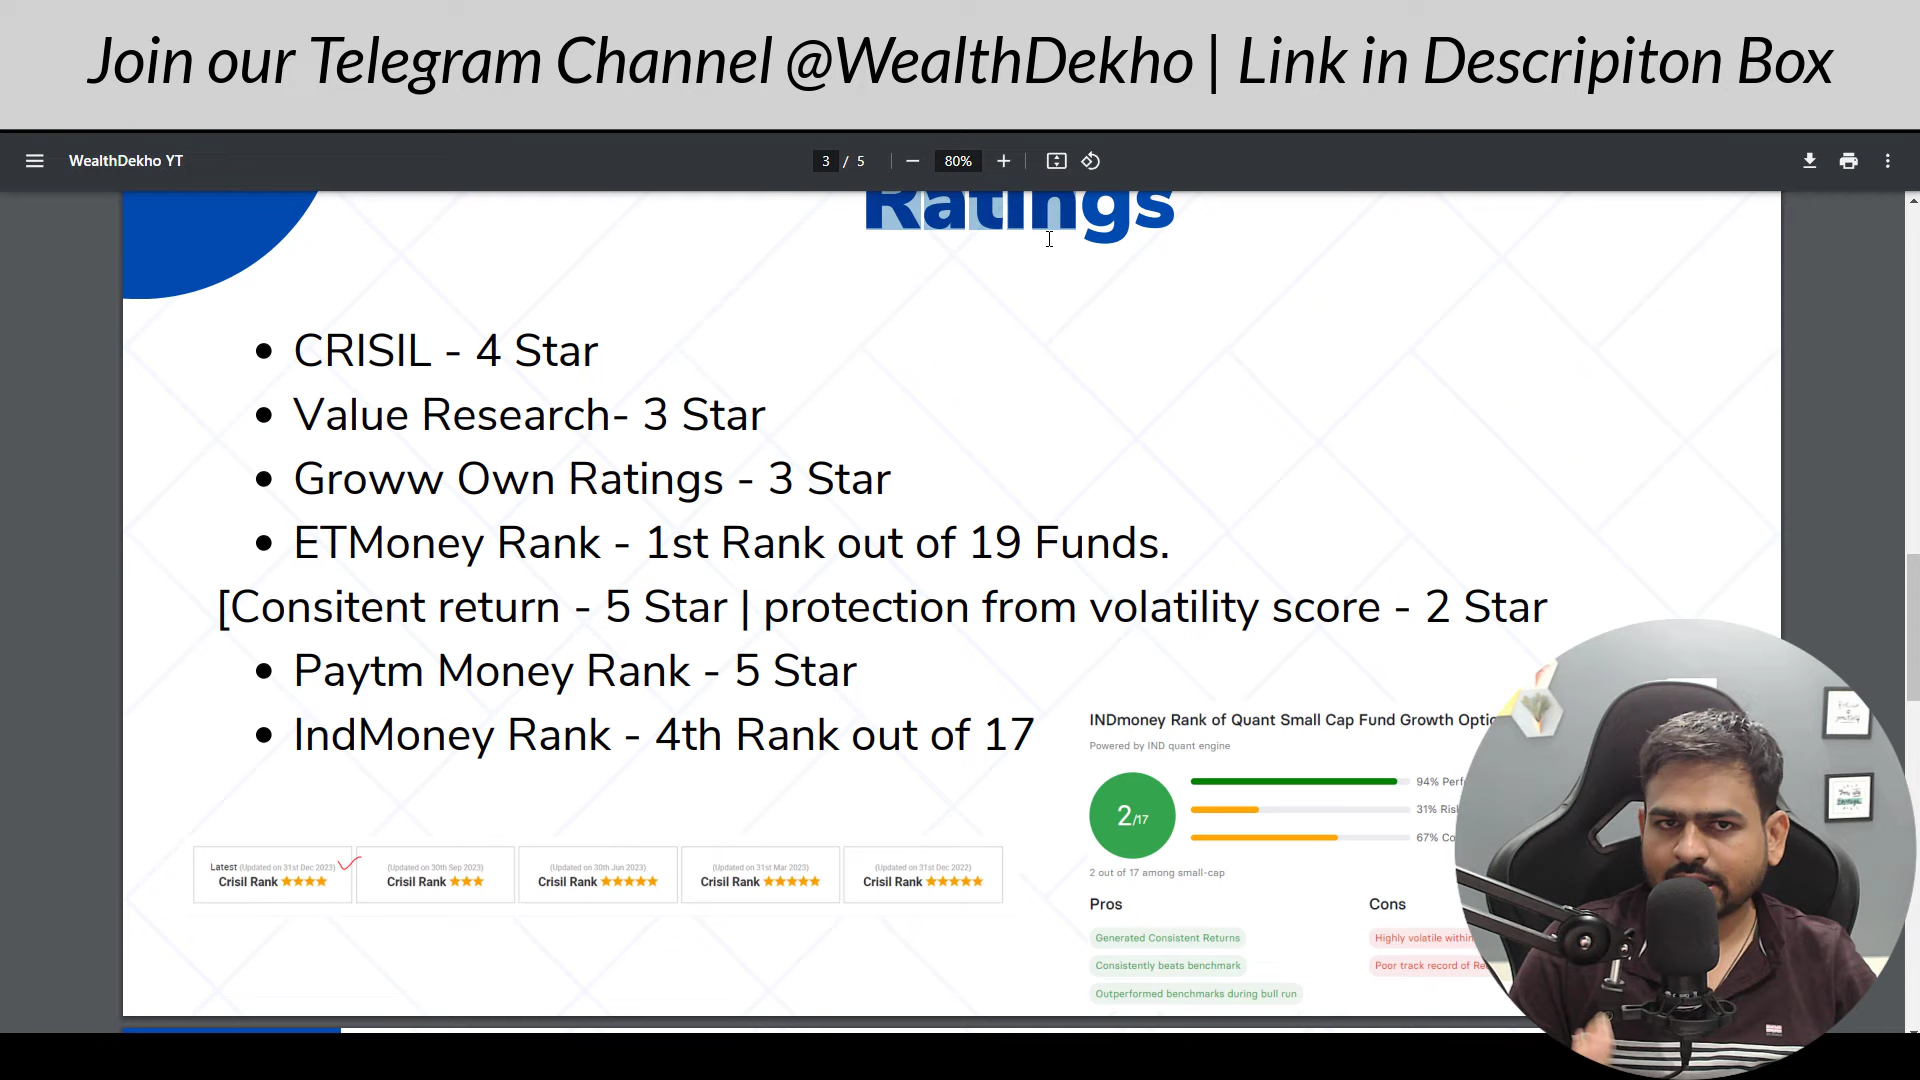 Join our Telegram Channel @WealthDekho | Link in Descripiton Box
WealthDekho YT
3 / 5
80%
Ratings
CRISIL - 4 Star
Value Research- 3 Star
Groww Own Ratings - 3 Star
ETMoney Rank - 1st Rank out of 19 Funds.
[Consitent return - 5 Star | protection from volatility score - 2 Star
Paytm Money Rank - 5 Star
IndMoney Rank - 4th Rank out of 17
INDmoney Rank of Quant Small Cap Fund Growth Optio
Powered by IND quant engine
94% Perf
2/17
31% Ris
67% Co
2 out of 17 among small-cap
Latest (Updated on 31st Dec 2023)
Crisil Rank
(Updated on 30th Sep 2023)
Crisil Rank
(Updated on 30th Jun 2023)
Crisil Rank
(Updated on 31st Mar 2023)
Crisil Rank
(Updated on 31st Dec 2022)
Crisil Rank
Pros
Generated Consistent Returns
Consistently beats benchmark
Outperformed benchmarks during bull run
Cons
Highly volatile within
Poor track record of Re